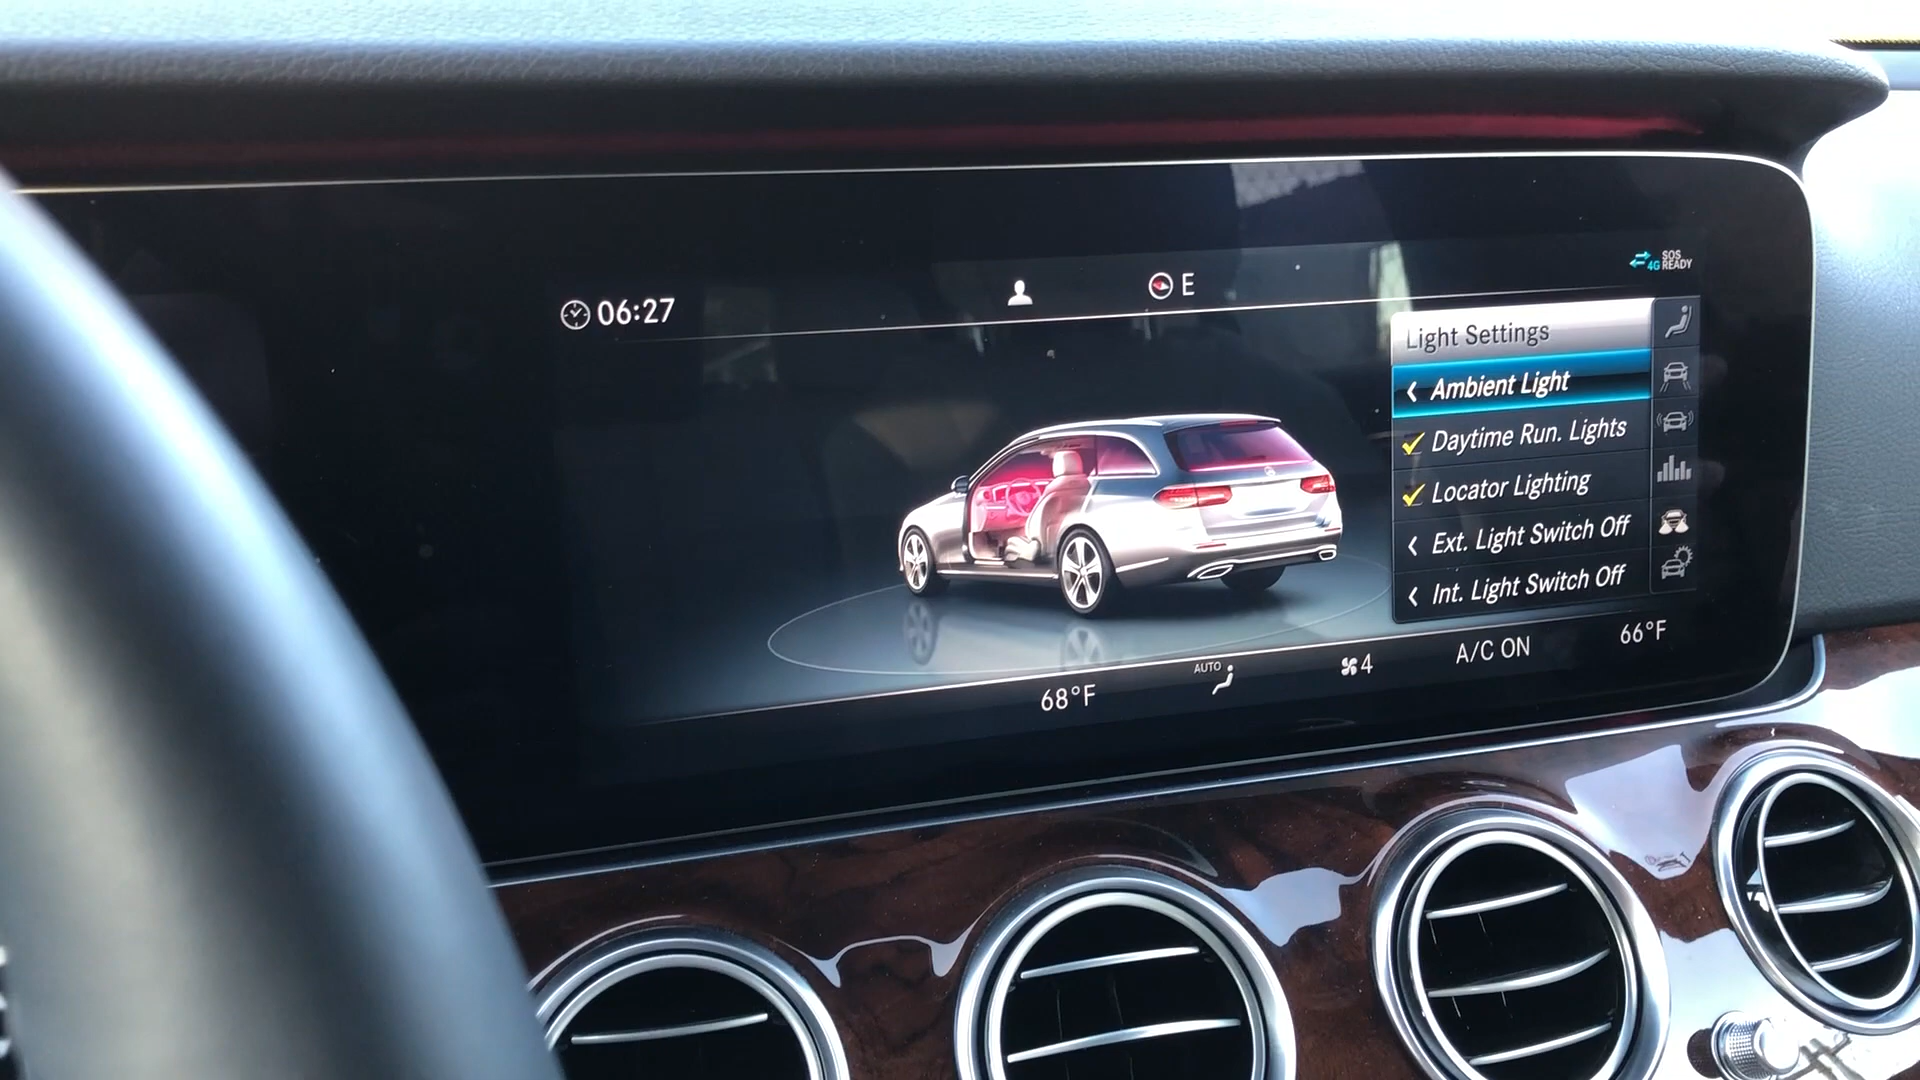 06:27
E
4G
SOS
READY
Light Settings
Ambient Light
Daytime Run. Lights
Locator Lighting
Ext. Light Switch Off
Int. Light Switch Off
68°F
AUTO
4
A/C ON
66°F